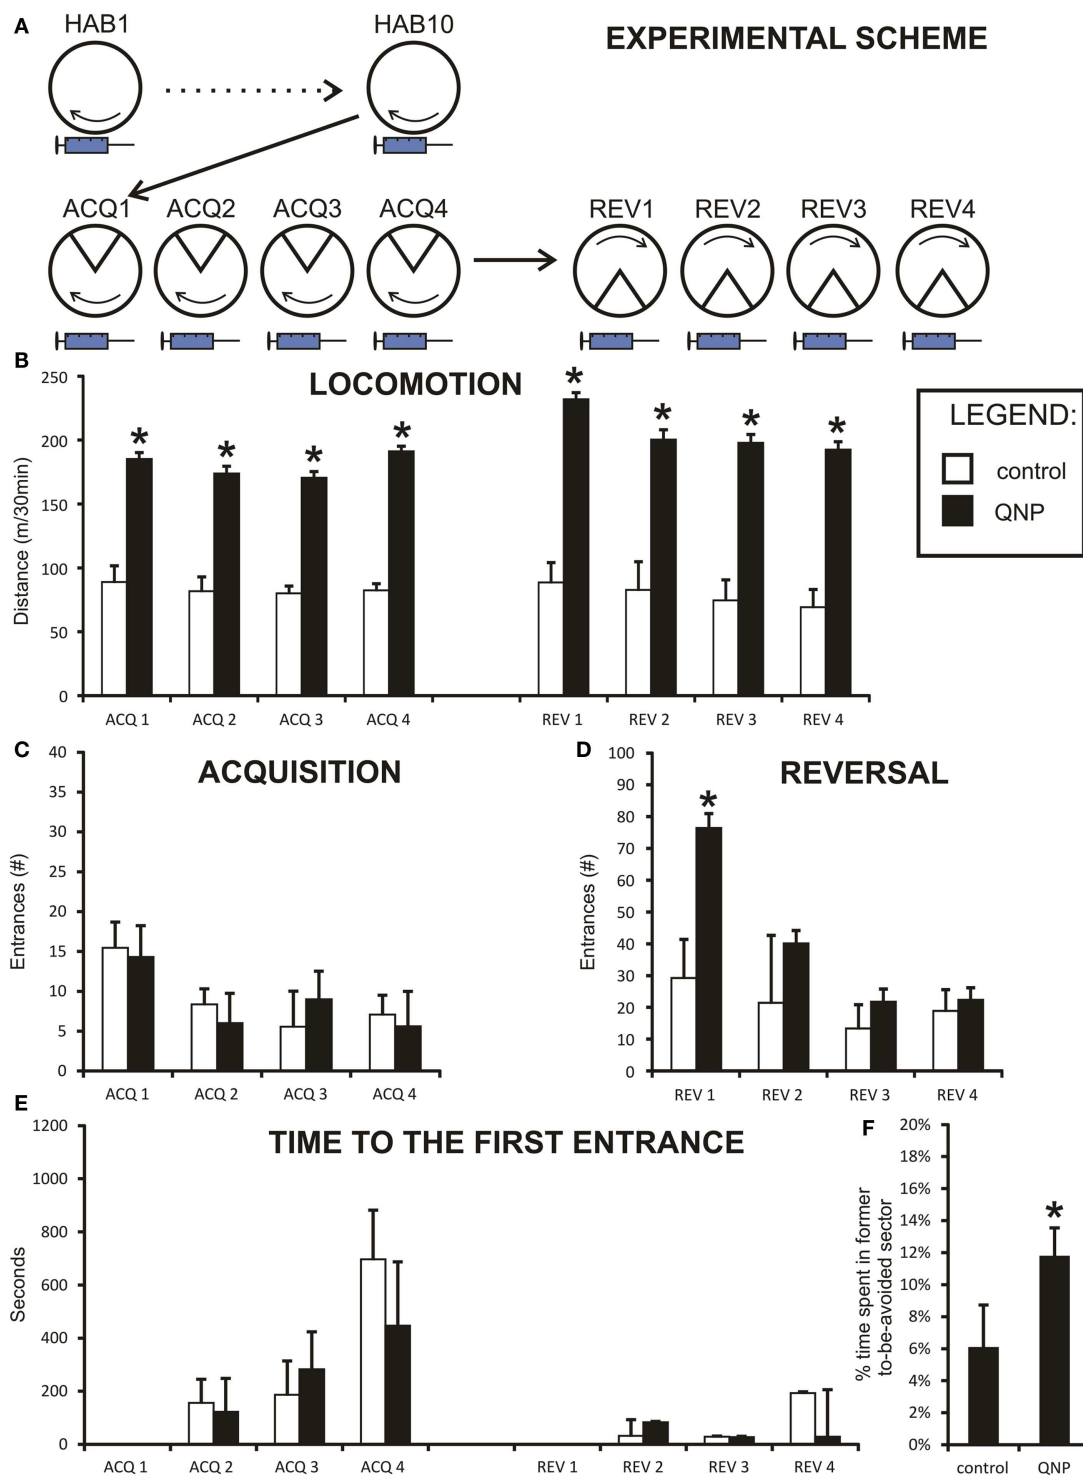 A
HAB1
HAB10
EXPERIMENTAL SCHEME
ACQ1
ACQ2
ACQ3
ACQ4
REV1
REV2
REV3
REV4
B
LOCOMOTION
Distance (m/30min)
250
200
150
100
50
0
*
*
*
*
*
*
*
*
ACQ 1
ACQ 2
ACQ 3
ACQ 4
REV 1
REV 2
REV 3
REV 4
LEGEND:
control
QNP
C
ACQUISITION
Entrances (#)
40
35
30
25
20
15
10
5
0
ACQ 1
ACQ 2
ACQ 3
ACQ 4
D
REVERSAL
Entrances (#)
100
90
80
70
60
50
40
30
20
10
0
*
REV 1
REV 2
REV 3
REV 4
E
TIME TO THE FIRST ENTRANCE
Seconds
1200
1000
800
600
400
200
0
ACQ 1
ACQ 2
ACQ 3
ACQ 4
REV 1
REV 2
REV 3
REV 4
F
% time spent in former
to-be-avoided sector
20%
18%
16%
14%
12%
10%
8%
6%
4%
2%
0%
*
control
QNP